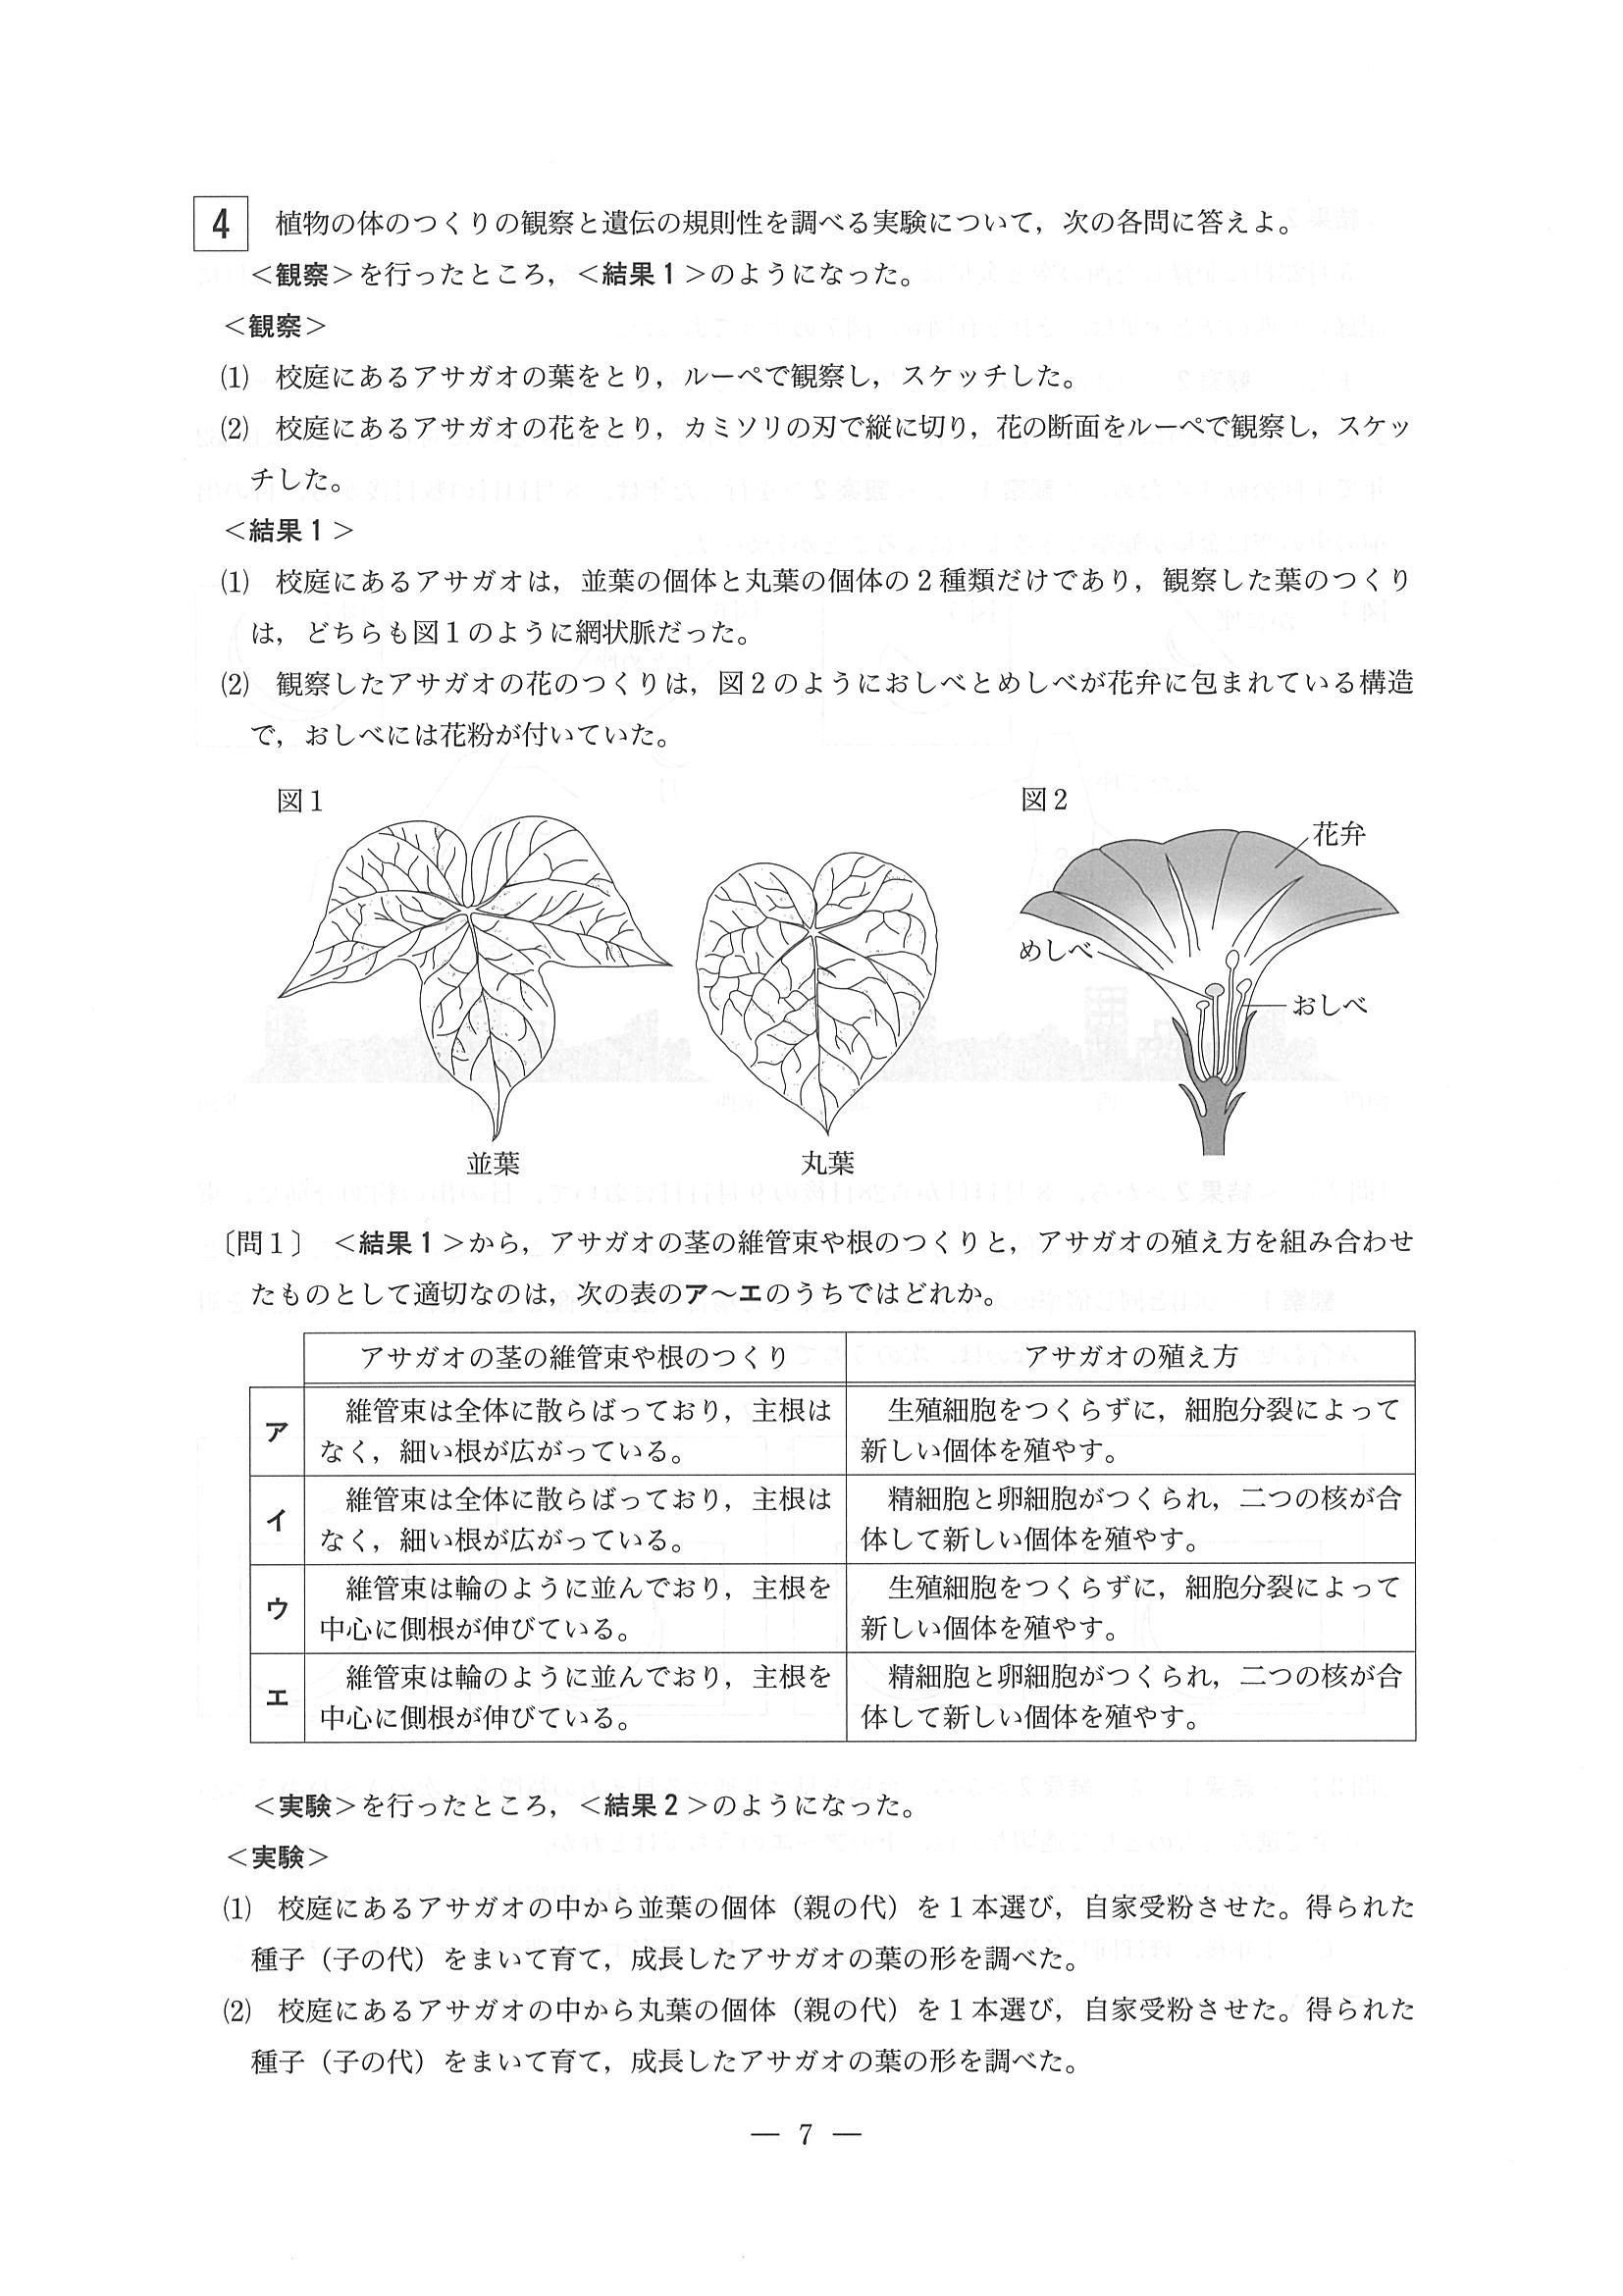 4 植物の体のつくりの観察と遺伝の規則性を調べる実験について，次の各問に答えよ。
＜観察＞を行ったところ，＜結果１＞のようになった。
＜観察＞
(1) 校庭にあるアサガオの葉をとり，ルーペで観察し，スケッチした。
(2) 校庭にあるアサガオの花をとり，カミソリの刃で縦に切り，花の断面をルーペで観察し，スケッ
チした。
＜結果１＞
(1) 校庭にあるアサガオは，並葉の個体と丸葉の個体の２種類だけであり，観察した葉のつくり
は，どちらも図１のように網状脈だった。
(2) 観察したアサガオの花のつくりは，図２のようにおしべとめしべが花弁に包まれている構造
で，おしべには花粉が付いていた。
図１
図２
花弁
めしべ
おしべ
並葉
丸葉
〔問１〕 ＜結果１＞から，アサガオの茎の維管束や根のつくりと，アサガオの殖え方を組み合わせ
たものとして適切なのは，次の表のア～エのうちではどれか。
アサガオの茎の維管束や根のつくり アサガオの殖え方
ア 維管束は全体に散らばっており，主根は 生殖細胞をつくらずに，細胞分裂によって
なく，細い根が広がっている。 新しい個体を殖やす。
イ 維管束は全体に散らばっており，主根は 精細胞と卵細胞がつくられ，二つの核が合
なく，細い根が広がっている。 体して新しい個体を殖やす。
ウ 維管束は輪のように並んでおり，主根を 生殖細胞をつくらずに，細胞分裂によって
中心に側根が伸びている。 新しい個体を殖やす。
エ 維管束は輪のように並んでおり，主根を 精細胞と卵細胞がつくられ，二つの核が合
中心に側根が伸びている。 体して新しい個体を殖やす。
＜実験＞を行ったところ，＜結果２＞のようになった。
＜実験＞
(1) 校庭にあるアサガオの中から並葉の個体（親の代）を１本選び，自家受粉させた。得られた
種子（子の代）をまいて育て，成長したアサガオの葉の形を調べた。
(2) 校庭にあるアサガオの中から丸葉の個体（親の代）を１本選び，自家受粉させた。得られた
種子（子の代）をまいて育て，成長したアサガオの葉の形を調べた。
— 7 —